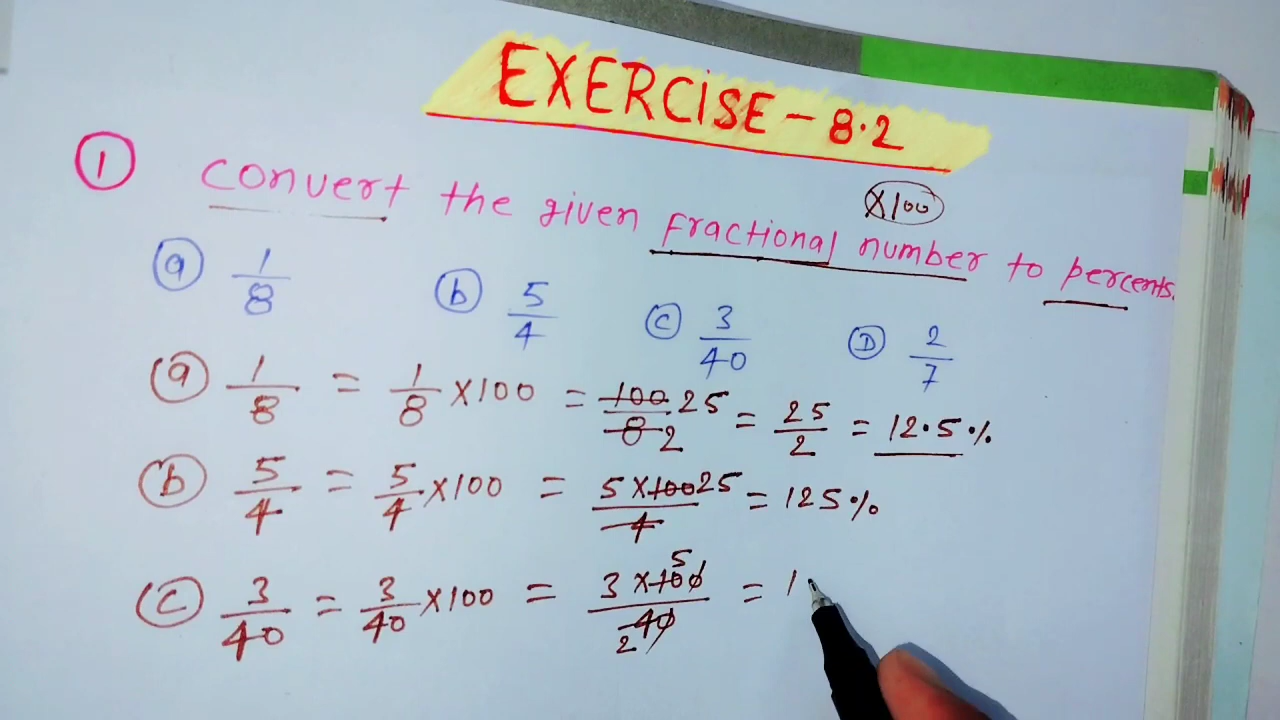 EXERCISE - 8.2
① Convert the given fractional number to percents.
×100
ⓐ 1/8 ⓑ 5/4 ⓒ 3/40 Ⓓ 2/7
ⓐ 1/8 = 1/8 ×100 = 100/8 25/2 = 25/2 = 12.5%
ⓑ 5/4 = 5/4 ×100 = 5×100/4 25 = 125%
ⓒ 3/40 = 3/40 ×100 = 3×100/40 5/2 = 1